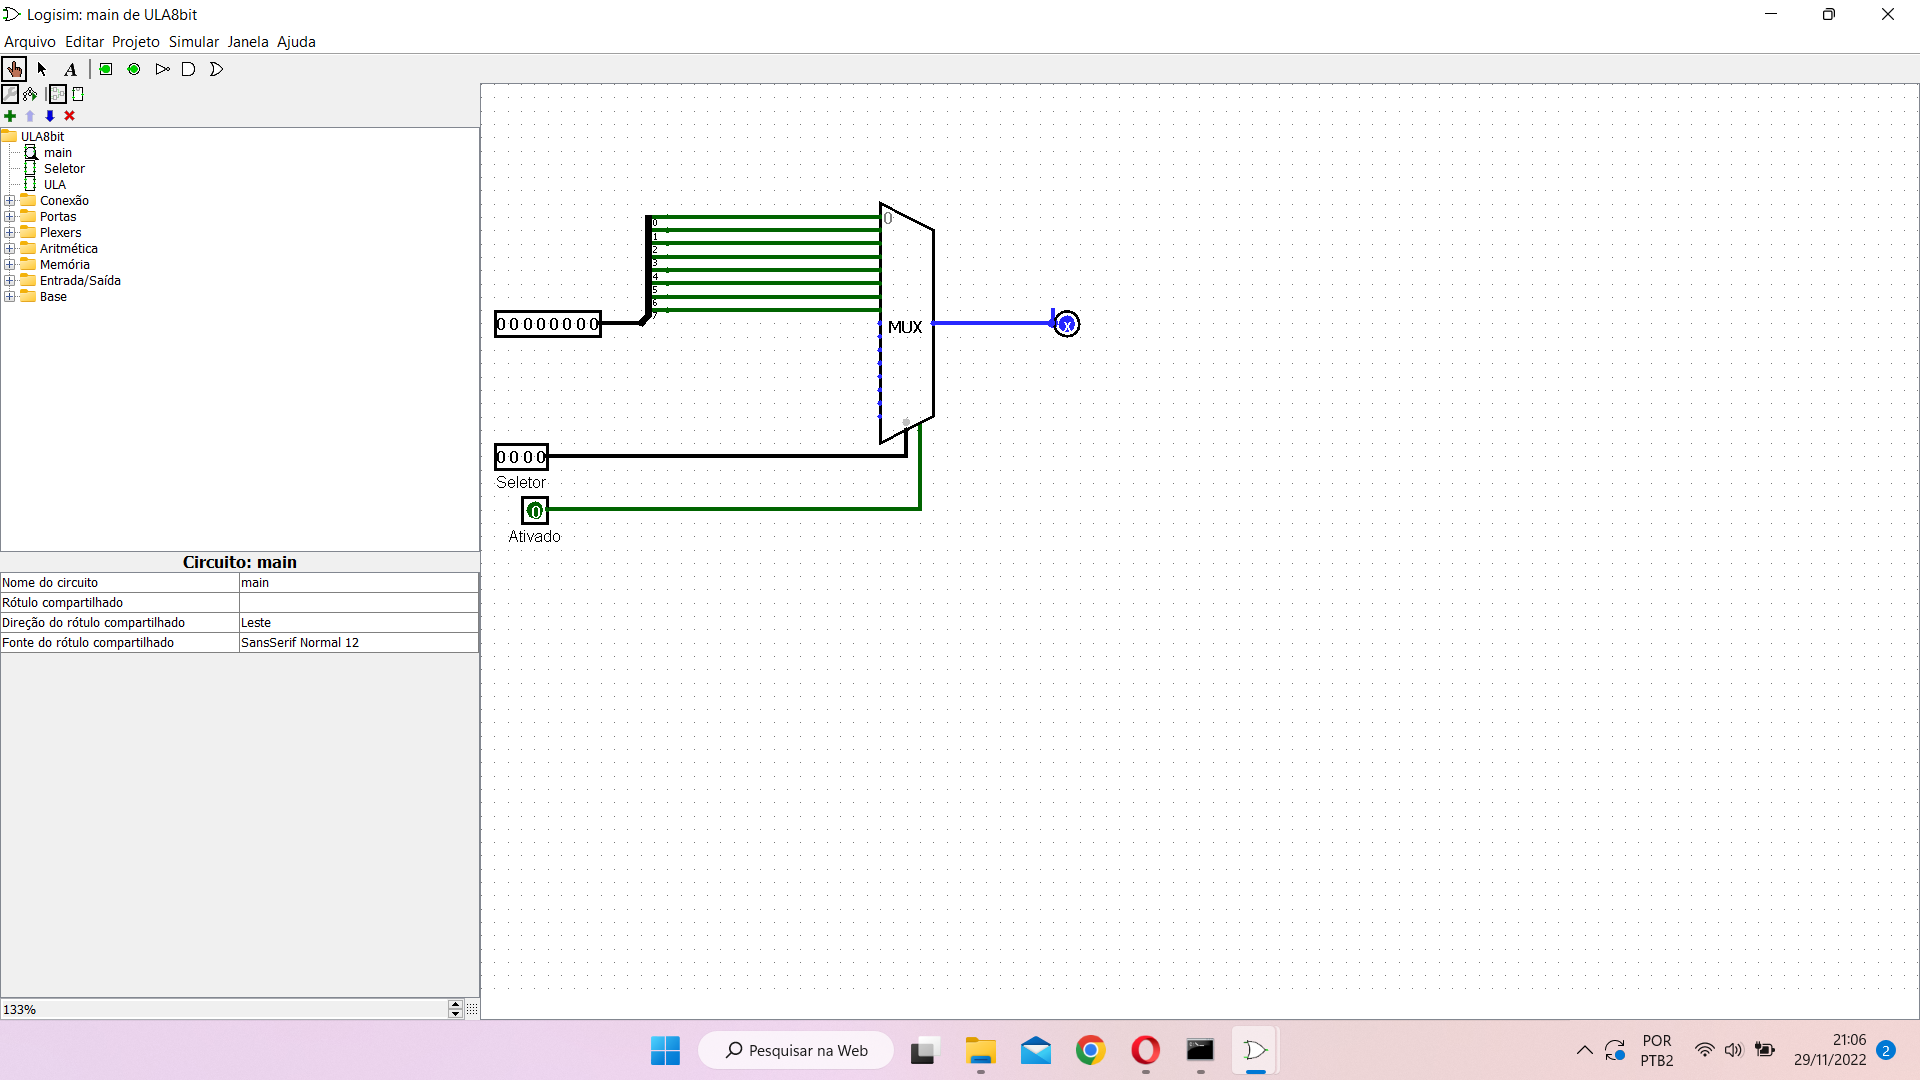 Logisim: main de ULA8bit
Arquivo Editar Projeto Simular Janela Ajuda
A
ULA8bit
main
Seletor
ULA
Conexão
Portas
Plexers
Aritmética
Memória
Entrada/Saída
Base
Circuito: main
Nome do circuito main
Rótulo compartilhado
Direção do rótulo compartilhado Leste
Fonte do rótulo compartilhado SansSerif Normal 12
133%
0
0
1
2
3
4
5
6
7
00000000
MUX
x
0000
Seletor
0
Ativado
Pesquisar na Web
POR
PTB2
21:06
29/11/2022
2